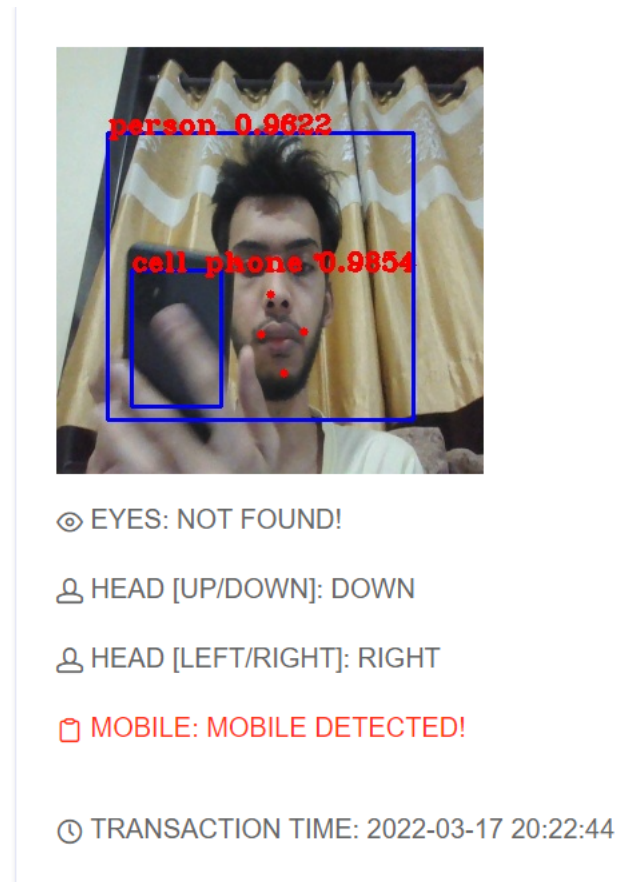 person 0.9622
cell phone 0.9854
EYES: NOT FOUND!
HEAD [UP/DOWN]: DOWN
HEAD [LEFT/RIGHT]: RIGHT
MOBILE: MOBILE DETECTED!
TRANSACTION TIME: 2022-03-17 20:22:44